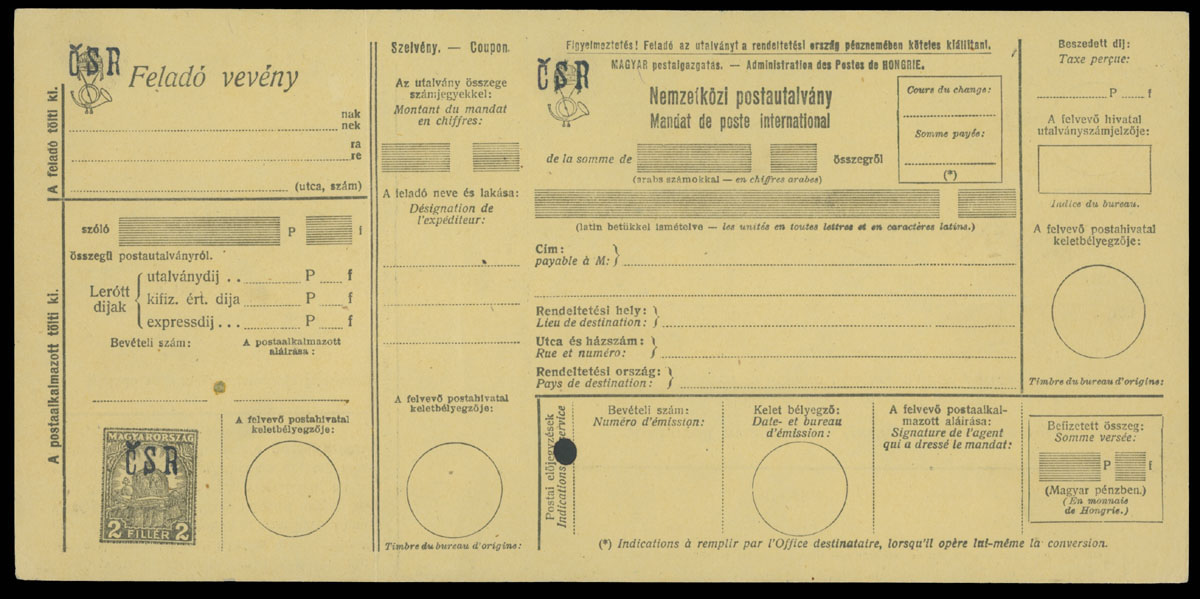 ČSR
Feladó vevény
A feladó tölti ki.
nak
nek
ra
re
(utca, szám)
A postaalkalmazott tölti ki.
szóló P f
összegű postautalványról.
Lerótt
díjak
utalványdíj . . P f
kifiz. ért. díja P f
expressdíj . . . P f
Bevételi szám:
A postaalkalmazott
aláírása:
MAGYARORSZÁG
ČSR
2 FILLÉR 2
A felvevő postahivatal
keletbélyegzője:
Szelvény. — Coupon.
Az utalvány összege
számjegyekkel:
Montant du mandat
en chiffres:
A feladó neve és lakása:
Désignation de
l'expéditeur:
A felvevő postahivatal
keletbélyegzője:
Timbre du bureau d'origine:
Figyelmeztetés! Feladó az utalványt a rendeltetési ország pénznemében köteles kiállítani.
ČSR
MAGYAR postaigazgatás. — Administration des Postes de HONGRIE.
Nemzetközi postautalvány
Mandat de poste international
Cours du change:
Somme payée:
(*)
de la somme de összegről
(arabs számokkal — en chiffres arabes)
(latin betűkkel ismételve — les unités en toutes lettres et en caractères latins.)
Cím:
payable à M:
Rendeltetési hely:
Lieu de destination:
Utca és házszám:
Rue et numéro:
Rendeltetési ország:
Pays de destination:
Postai előjegyzések
Indications service
Bevételi szám:
Numéro d'émission:
Kelet bélyegző:
Date- et bureau
d'émission:
A felvevő postaalkal-
mazott aláírása:
Signature de l'agent
qui a dressé le mandat:
(*) Indications à remplir par l'Office destinataire, lorsqu'il opère lui-même la conversion.
Beszedett díj:
Taxe perçue:
P f
A felvevő hivatal
utalványszámjelzője:
Indice du bureau.
A felvevő postahivatal
keletbélyegzője:
Timbre du bureau d'origine:
Befizetett összeg:
Somme versée:
P f
(Magyar pénzben.)
(En monnaie
de Hongrie.)